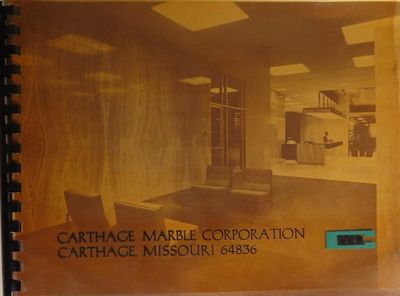 CARTHAGE MARBLE CORPORATION
CARTHAGE, MISSOURI 64836